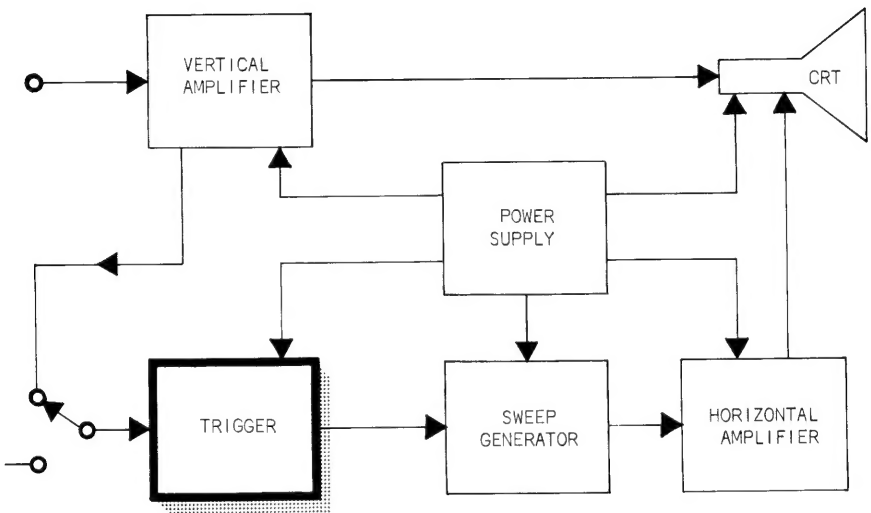 VERTICAL
AMPLIFIER
CRT
POWER
SUPPLY
TRIGGER
SWEEP
GENERATOR
HORIZONTAL
AMPLIFIER